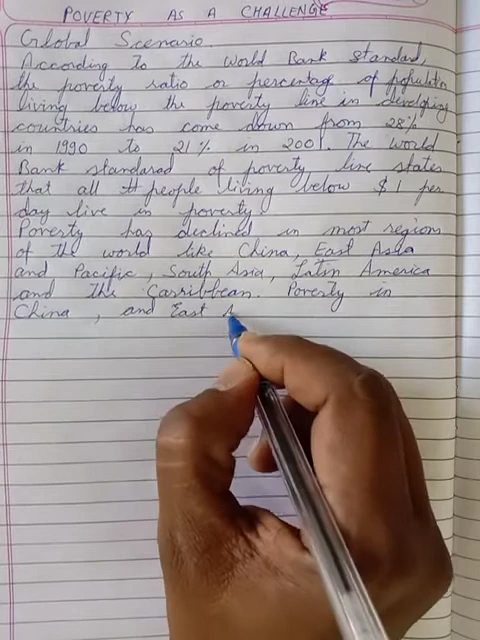 POVERTY AS A CHALLENGE
Global Scenario
According to the World Bank standard,
the poverty ratio or percentage of population
living below the poverty line in developing
countries has come down from 28%
in 1990 to 21% in 2001. The world
Bank standarad of poverty line states
that all people living below $1 per
day live in poverty.
Poverty has declined in most regions
of the world like China, East Asia
and Pacific, South Asia, Latin America
and the Carribbean. Poverty in
China, and East A